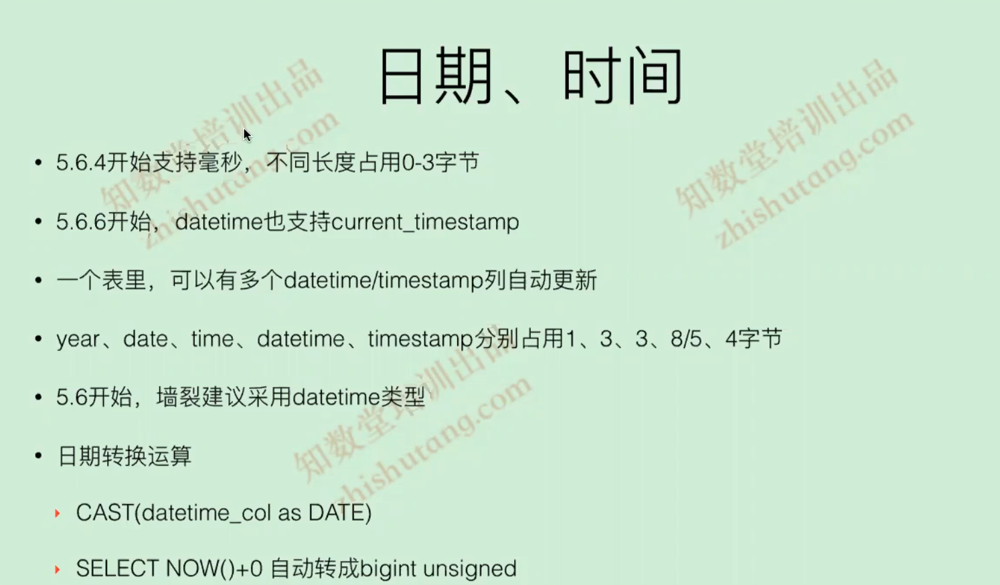 日期、时间
• 5.6.4开始支持毫秒，不同长度占用0-3字节
• 5.6.6开始，datetime也支持current_timestamp
• 一个表里，可以有多个datetime/timestamp列自动更新
• year、date、time、datetime、timestamp分别占用1、3、3、8/5、4字节
• 5.6开始，墙裂建议采用datetime类型
• 日期转换运算
‣ CAST(datetime_col as DATE)
‣ SELECT NOW()+0 自动转成bigint unsigned
知数堂培训出品
zhishutang.com
知数堂培训出品
zhishutang.com
知数堂培训出品
zhishutang.com